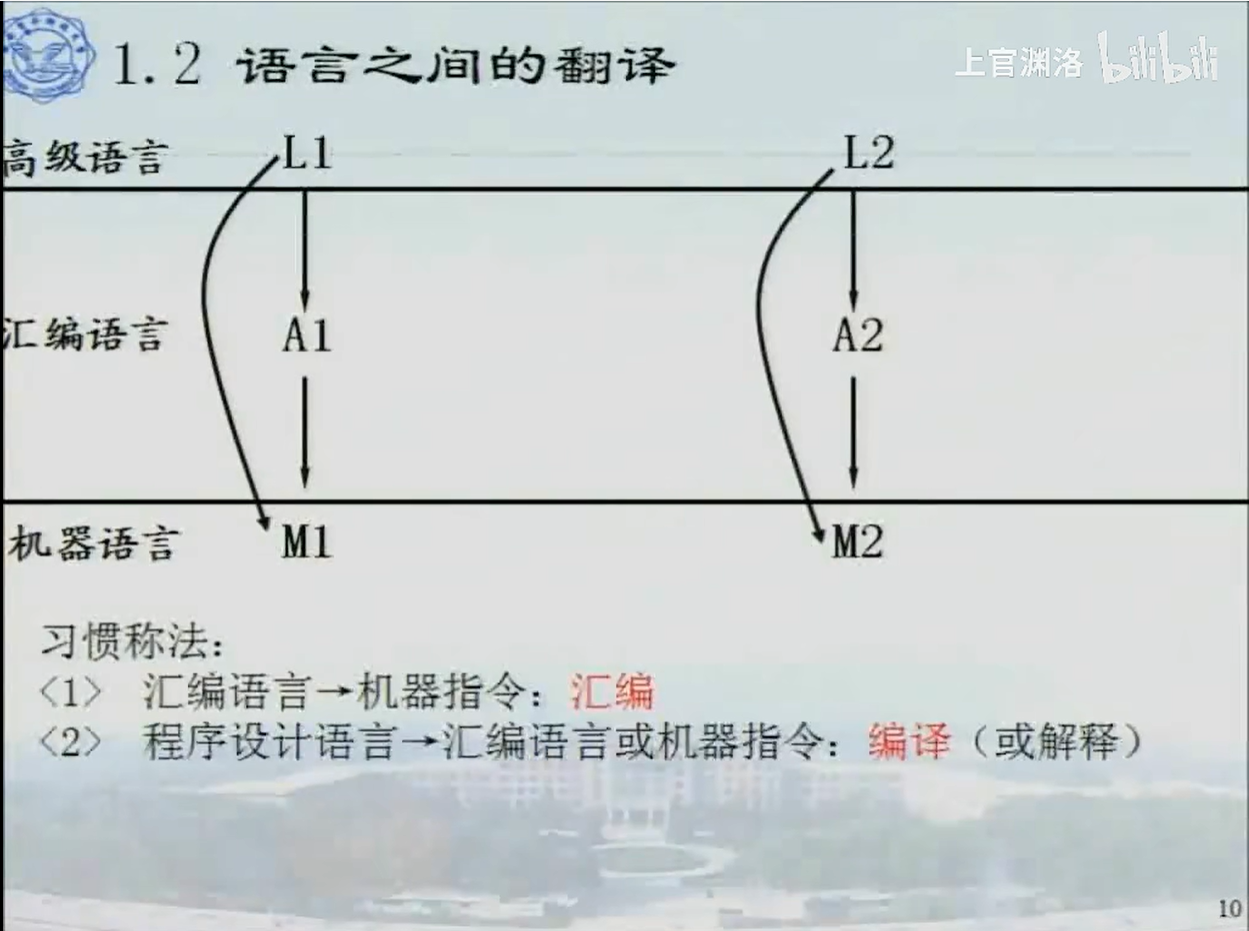 1.2 语言之间的翻译
上官渊洛 bilibili
高级语言 L1 L2
汇编语言 A1 A2
机器语言 M1 M2
习惯称法：
<1> 汇编语言→机器指令：汇编
<2> 程序设计语言→汇编语言或机器指令：编译（或解释）
10